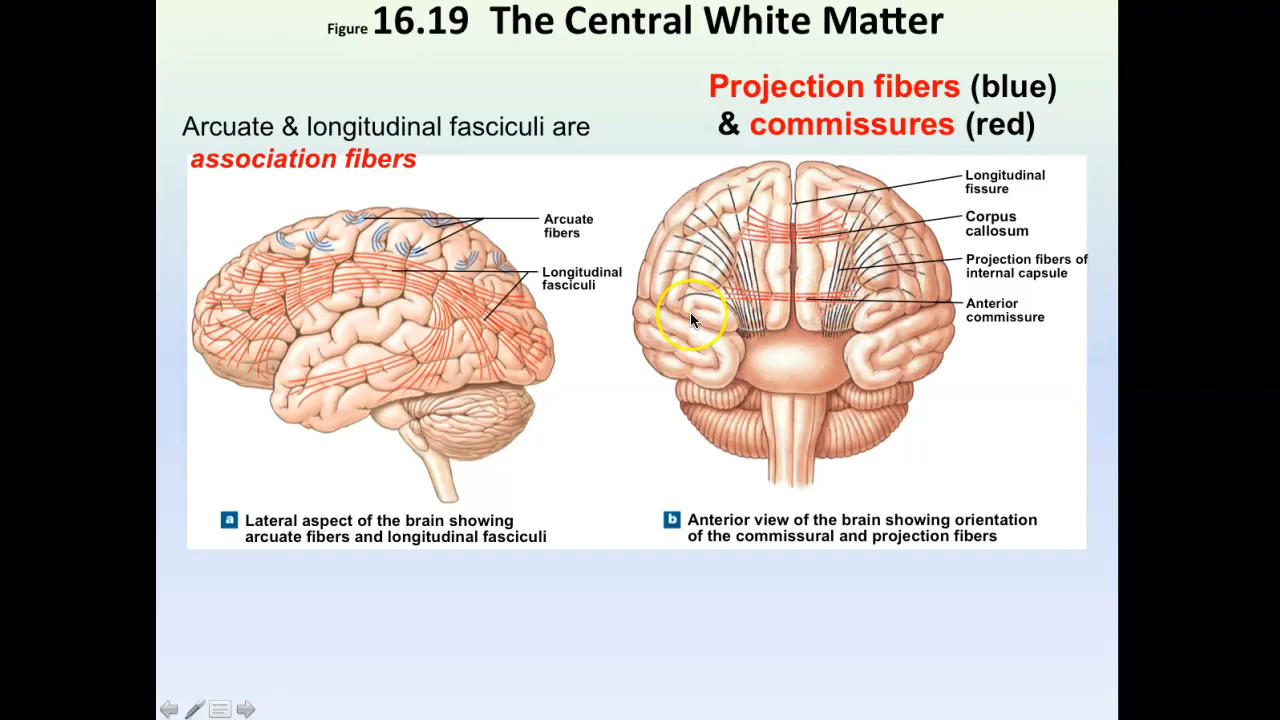 Figure 16.19 The Central White Matter
Arcuate & longitudinal fasciculi are
association fibers
Projection fibers (blue)
& commissures (red)
Arcuate
fibers
Longitudinal
fasciculi
a Lateral aspect of the brain showing
arcuate fibers and longitudinal fasciculi
Longitudinal
fissure
Corpus
callosum
Projection fibers of
internal capsule
Anterior
commissure
b Anterior view of the brain showing orientation
of the commissural and projection fibers